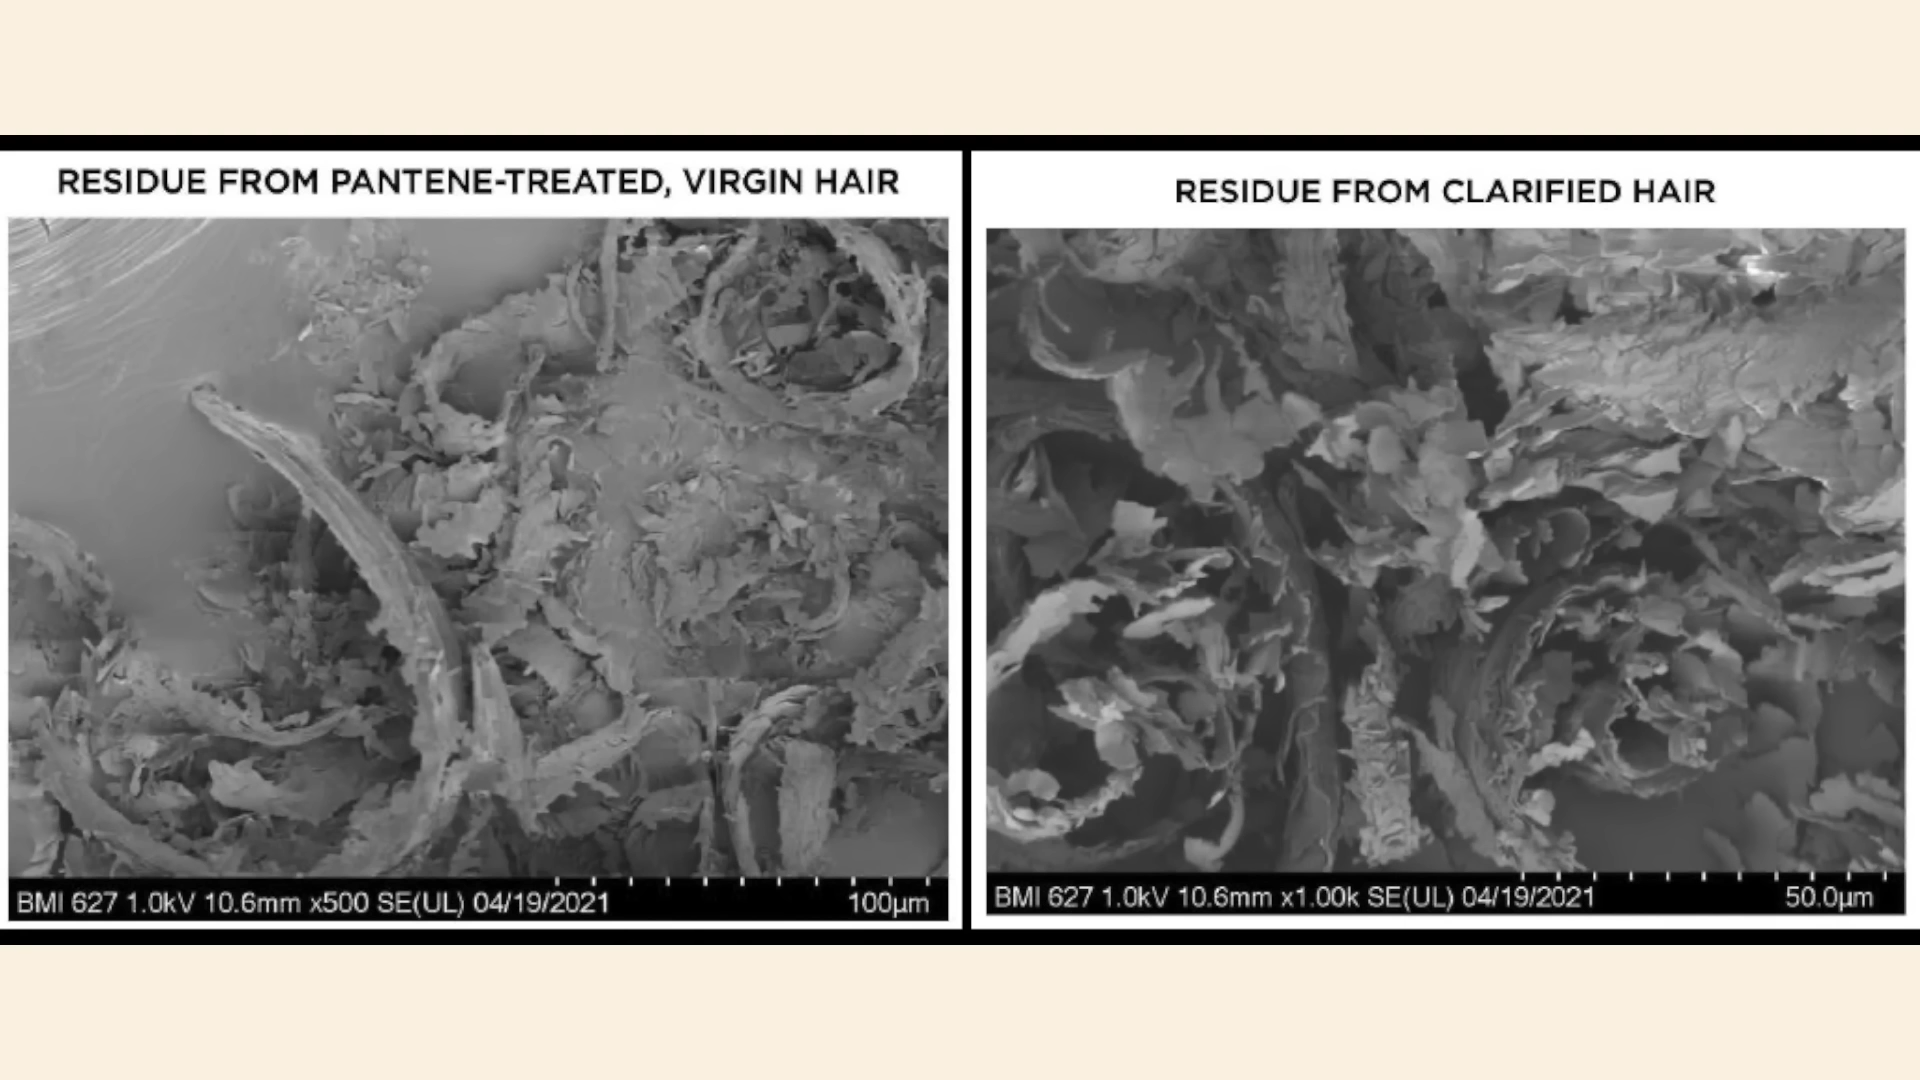 RESIDUE FROM PANTENE-TREATED, VIRGIN HAIR
BMI 627 1.0kV 10.6mm x500 SE(UL) 04/19/2021 100µm
RESIDUE FROM CLARIFIED HAIR
BMI 627 1.0kV 10.6mm x1.00k SE(UL) 04/19/2021 50.0µm